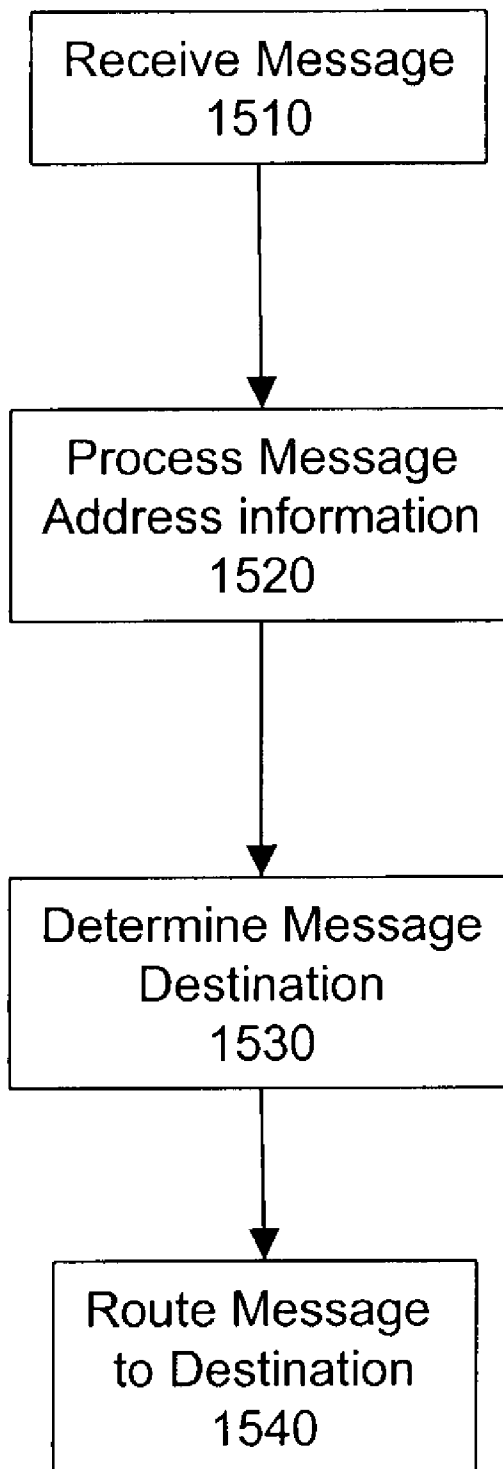 Receive Message
1510
Process Message
Address information
1520
Determine Message
Destination
1530
Route Message
to Destination
1540